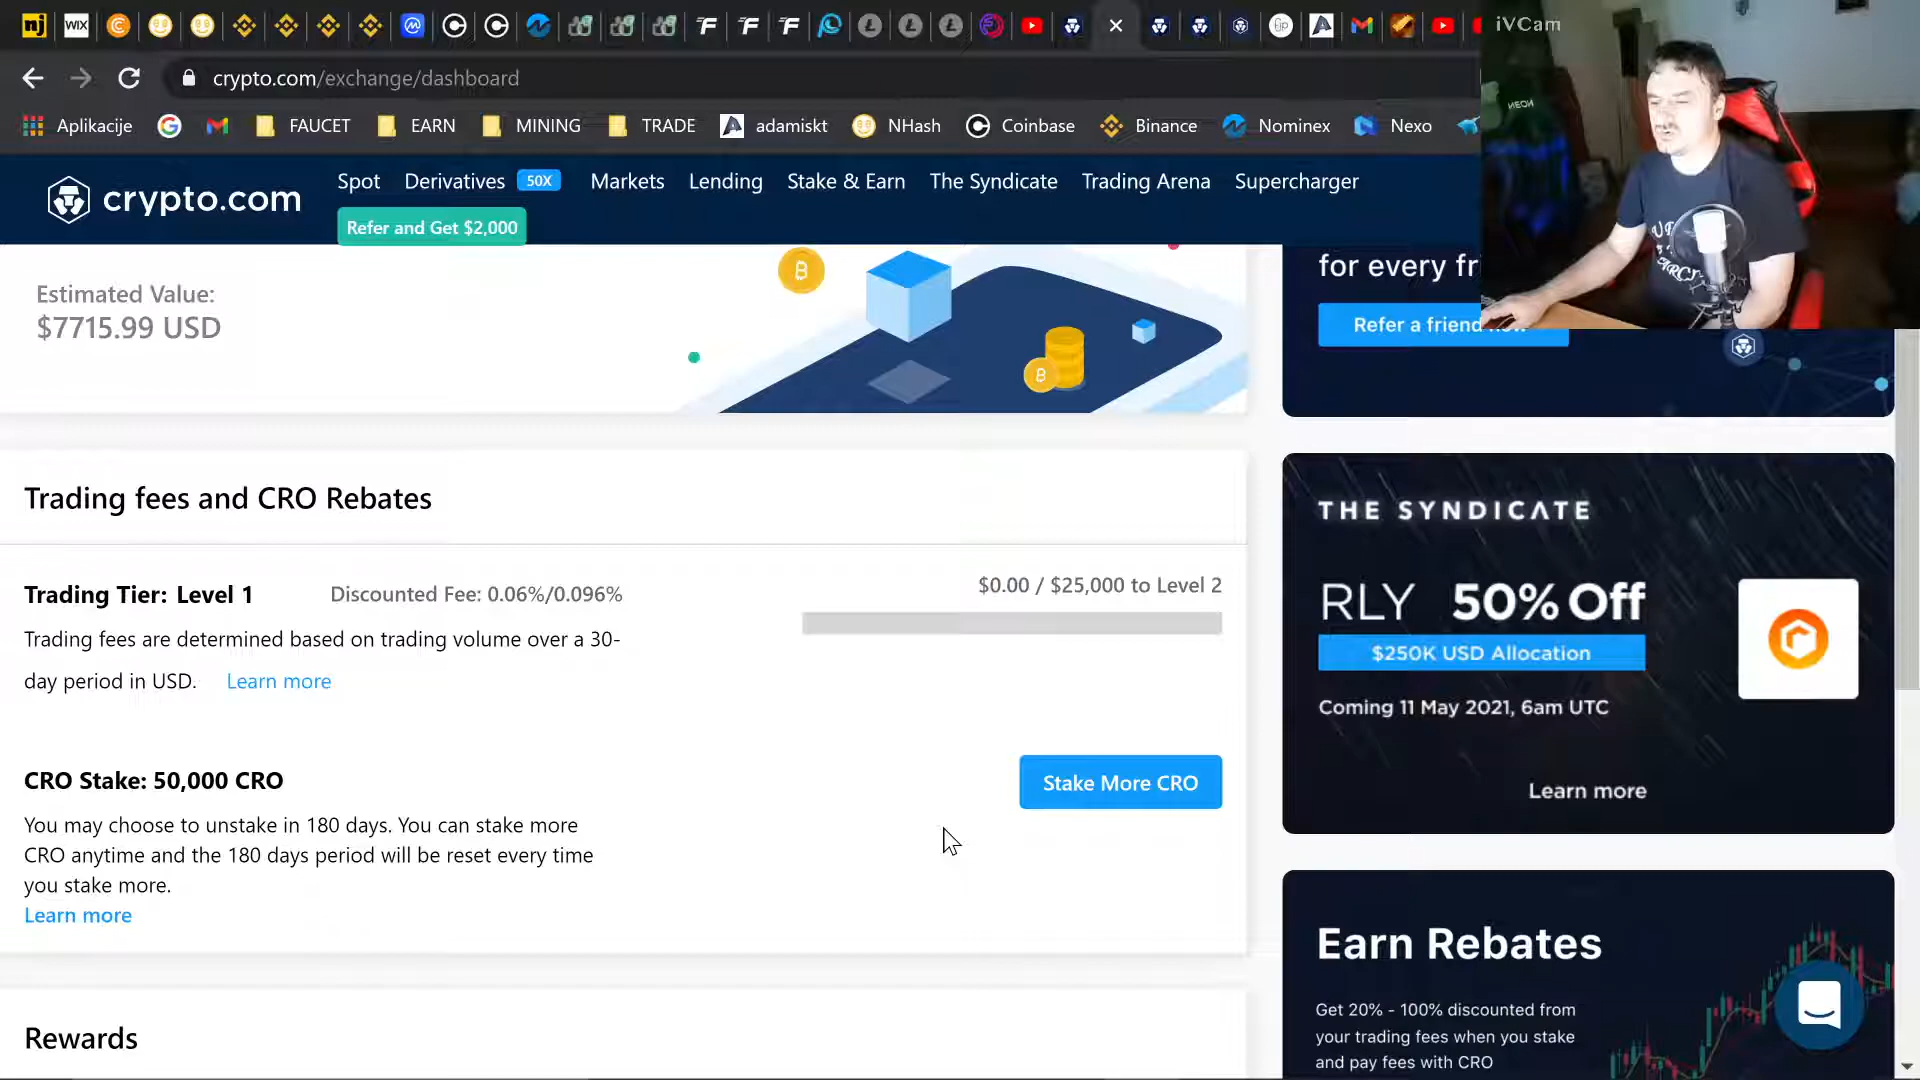 nj
WIX
iVCam
crypto.com/exchange/dashboard
Aplikacije
FAUCET
EARN
MINING
TRADE
adamiskt
NHash
Coinbase
Binance
Nominex
Nexo
NEON
crypto.com
Spot
Derivatives
50X
Markets
Lending
Stake & Earn
The Syndicate
Trading Arena
Supercharger
Refer and Get $2,000
Estimated Value:
$7715.99 USD
for every fri
Refer a friend
Trading fees and CRO Rebates
Trading Tier: Level 1
Discounted Fee: 0.06%/0.096%
$0.00 / $25,000 to Level 2
Trading fees are determined based on trading volume over a 30-
day period in USD. Learn more
CRO Stake: 50,000 CRO
Stake More CRO
You may choose to unstake in 180 days. You can stake more
CRO anytime and the 180 days period will be reset every time
you stake more.
Learn more
Rewards
THE SYNDICATE
RLY 50% Off
$250K USD Allocation
Coming 11 May 2021, 6am UTC
Learn more
Earn Rebates
Get 20% - 100% discounted from
your trading fees when you stake
and pay fees with CRO